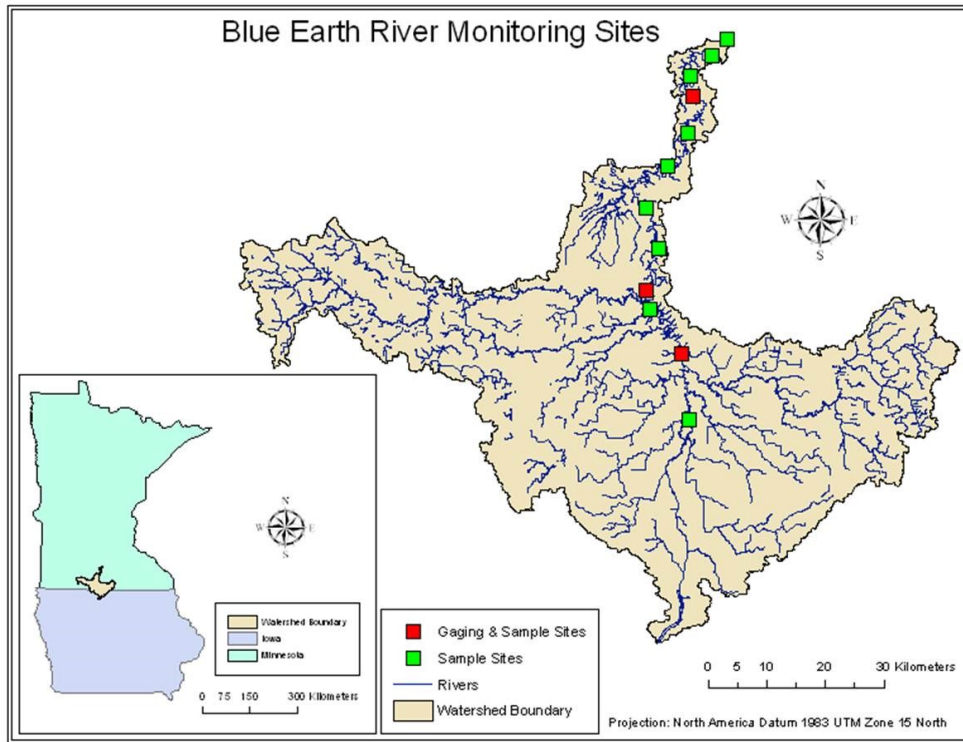 Blue Earth River Monitoring Sites
N
W E
S
N
W E
S
Watershed Boundary
Iowa
Minnesota
0 75 150 300 Kilometers
Gaging & Sample Sites
Sample Sites
Rivers
Watershed Boundary
0 5 10 20 30 Kilometers
Projection: North America Datum 1983 UTM Zone 15 North